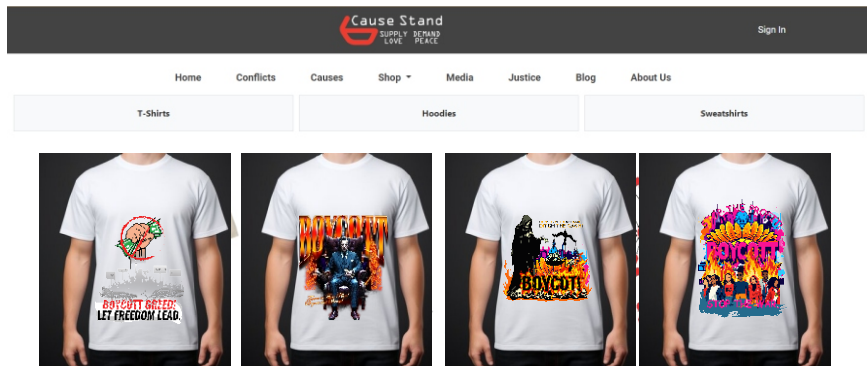 Cause Stand
SUPPLY DEMAND
LOVE PEACE
Sign In
Home Conflicts Causes Shop Media Justice Blog About Us
T-Shirts Hoodies Sweatshirts
BOYCOTT GREED!
LET FREEDOM LEAD.
BOYCOTT
BOYCOTT
BOYCOTT